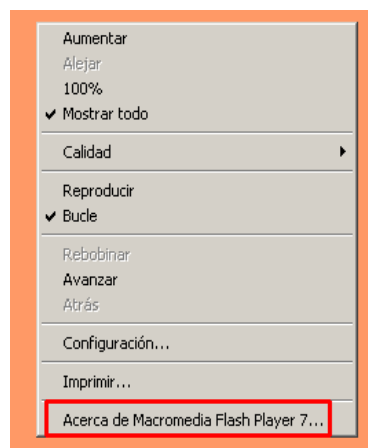 Aumentar
Alejar
100%
Mostrar todo
Calidad
Reproducir
Bucle
Rebobinar
Avanzar
Atrás
Configuración...
Imprimir...
Acerca de Macromedia Flash Player 7...